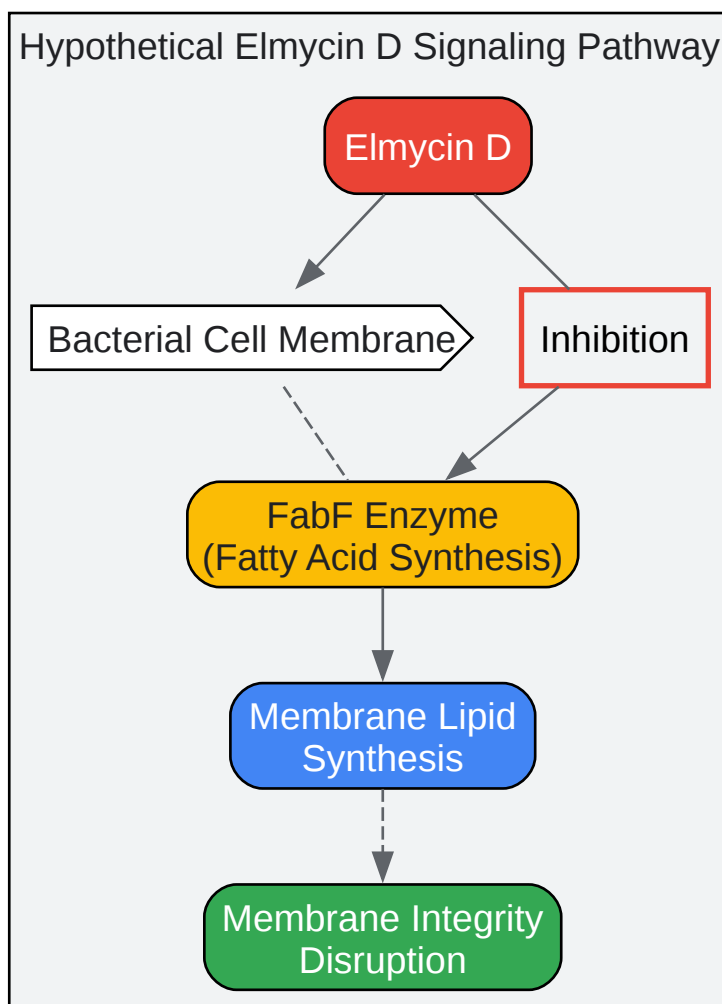 Hypothetical Elmycin D Signaling Pathway
Elmycin D
Bacterial Cell Membrane
Inhibition
FabF Enzyme
(Fatty Acid Synthesis)
Membrane Lipid
Synthesis
Membrane Integrity
Disruption